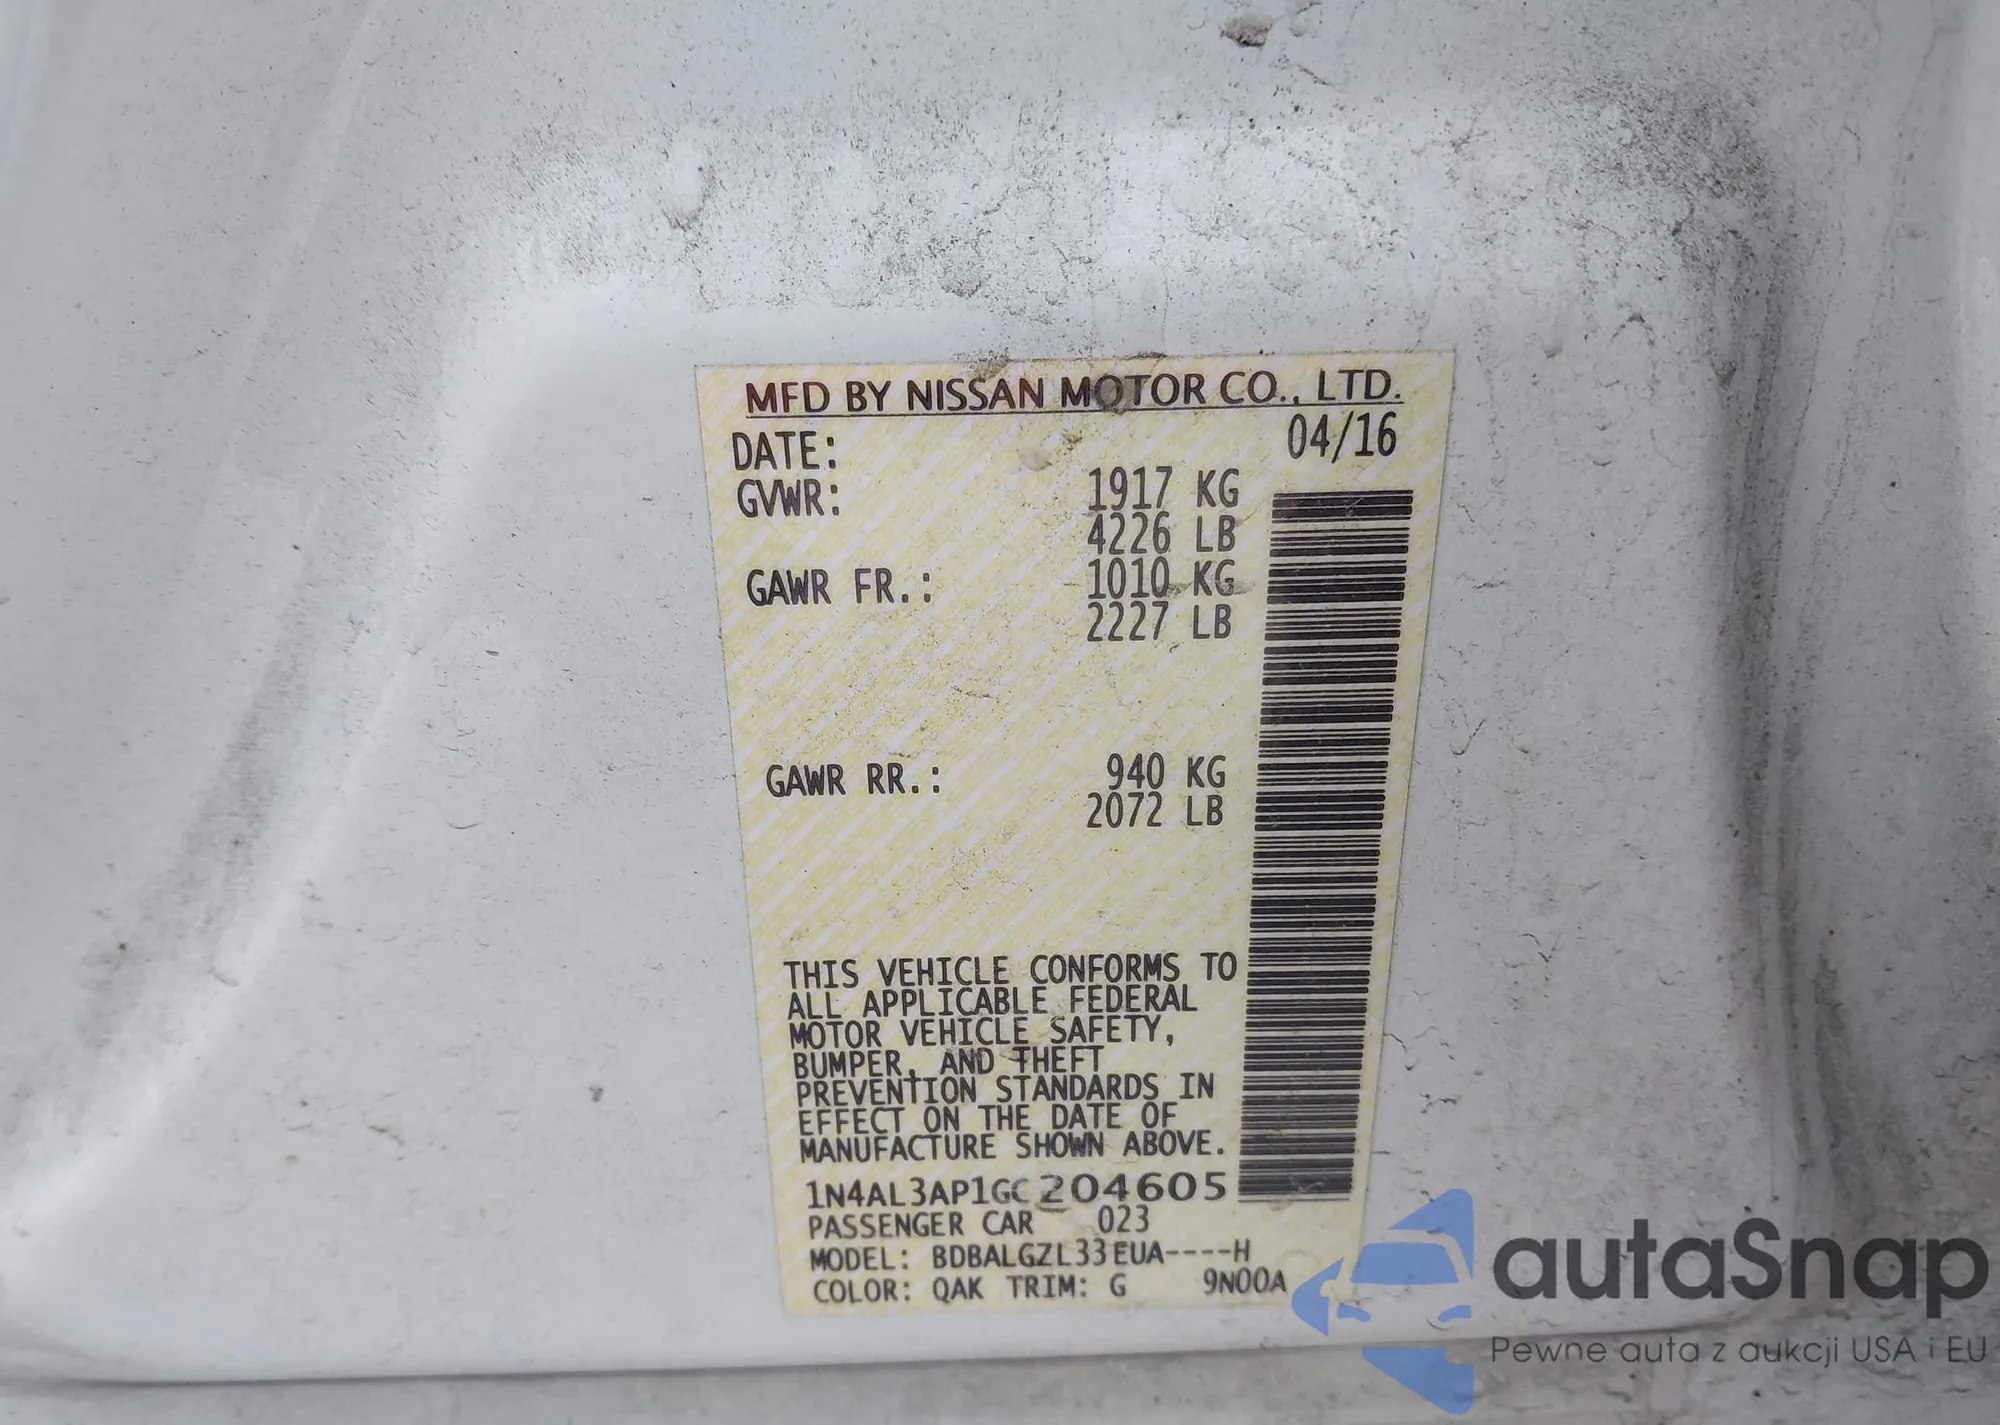 MFD BY NISSAN MOTOR CO., LTD.
DATE: 04/16
GVWR: 1917 KG
4226 LB
GAWR FR.: 1010 KG
2227 LB
GAWR RR.: 940 KG
2072 LB
THIS VEHICLE CONFORMS TO
ALL APPLICABLE FEDERAL
MOTOR VEHICLE SAFETY,
BUMPER, AND THEFT
PREVENTION STANDARDS IN
EFFECT ON THE DATE OF
MANUFACTURE SHOWN ABOVE.
1N4AL3AP1GC204605
PASSENGER CAR 023
MODEL: BDBALGZL33EUA----H
COLOR: QAK TRIM: G 9N00A
autaSnap
Pewne auta z aukcji USA i EU